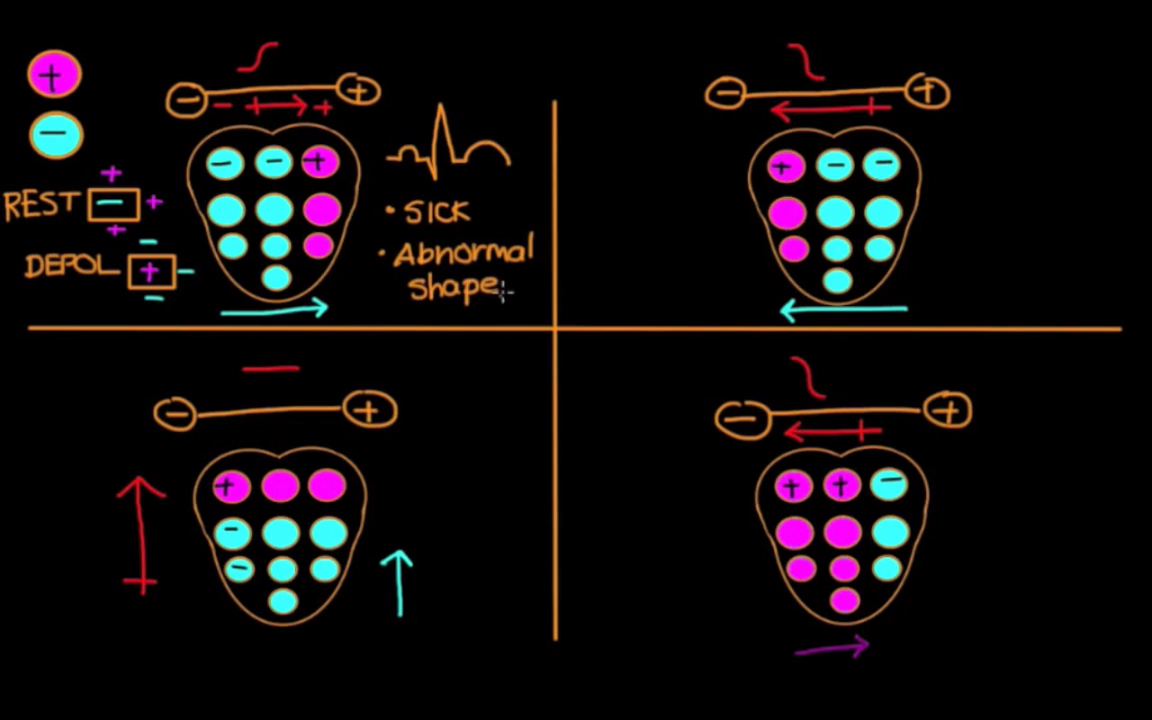 +
−
REST − + + +
DEPOL + − − −
− +
− + +
− − +
• SICK
• Abnormal
shape
− +
+
+ − −
− +
+
−
−
− +
+ + −